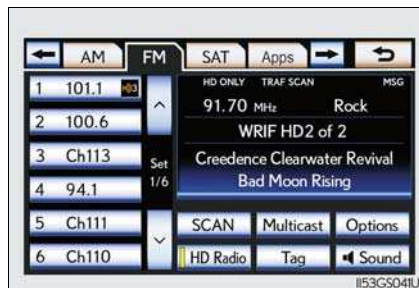 AM FM SAT Apps
1 101.1
2 100.6
3 Ch113
4 94.1
5 Ch111
6 Ch110
Set
1/6
HD ONLY TRAF SCAN MSG
91.70 MHz Rock
WRIF HD2 of 2
Creedence Clearwater Revival
Bad Moon Rising
SCAN Multicast Options
HD Radio Tag Sound
II53GS041U